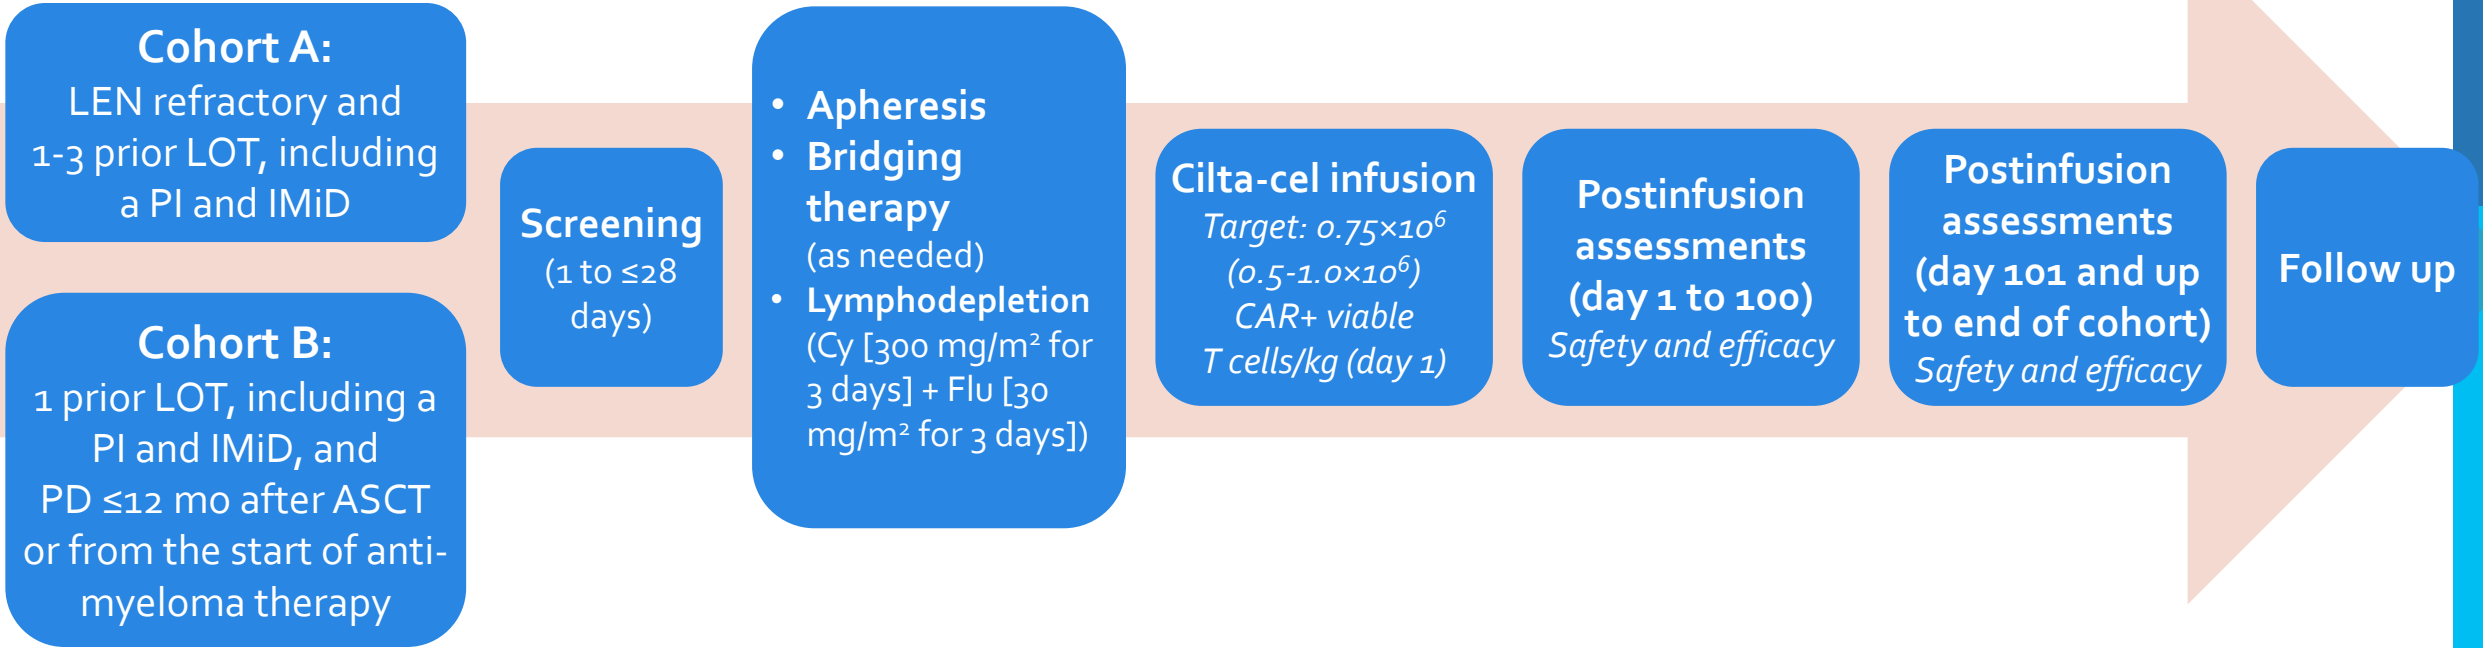 Cohort A:
LEN refractory and
1-3 prior LOT, including
a PI and IMiD
Cohort B:
1 prior LOT, including a
PI and IMiD, and
PD ≤12 mo after ASCT
or from the start of anti-
myeloma therapy
Screening
(1 to ≤28
days)
• Apheresis
• Bridging
therapy
(as needed)
• Lymphodepletion
(Cy [300 mg/m² for
3 days] + Flu [30
mg/m² for 3 days])
Cilta-cel infusion
Target: 0.75×10⁶
(0.5-1.0×10⁶)
CAR+ viable
T cells/kg (day 1)
Postinfusion
assessments
(day 1 to 100)
Safety and efficacy
Postinfusion
assessments
(day 101 and up
to end of cohort)
Safety and efficacy
Follow up